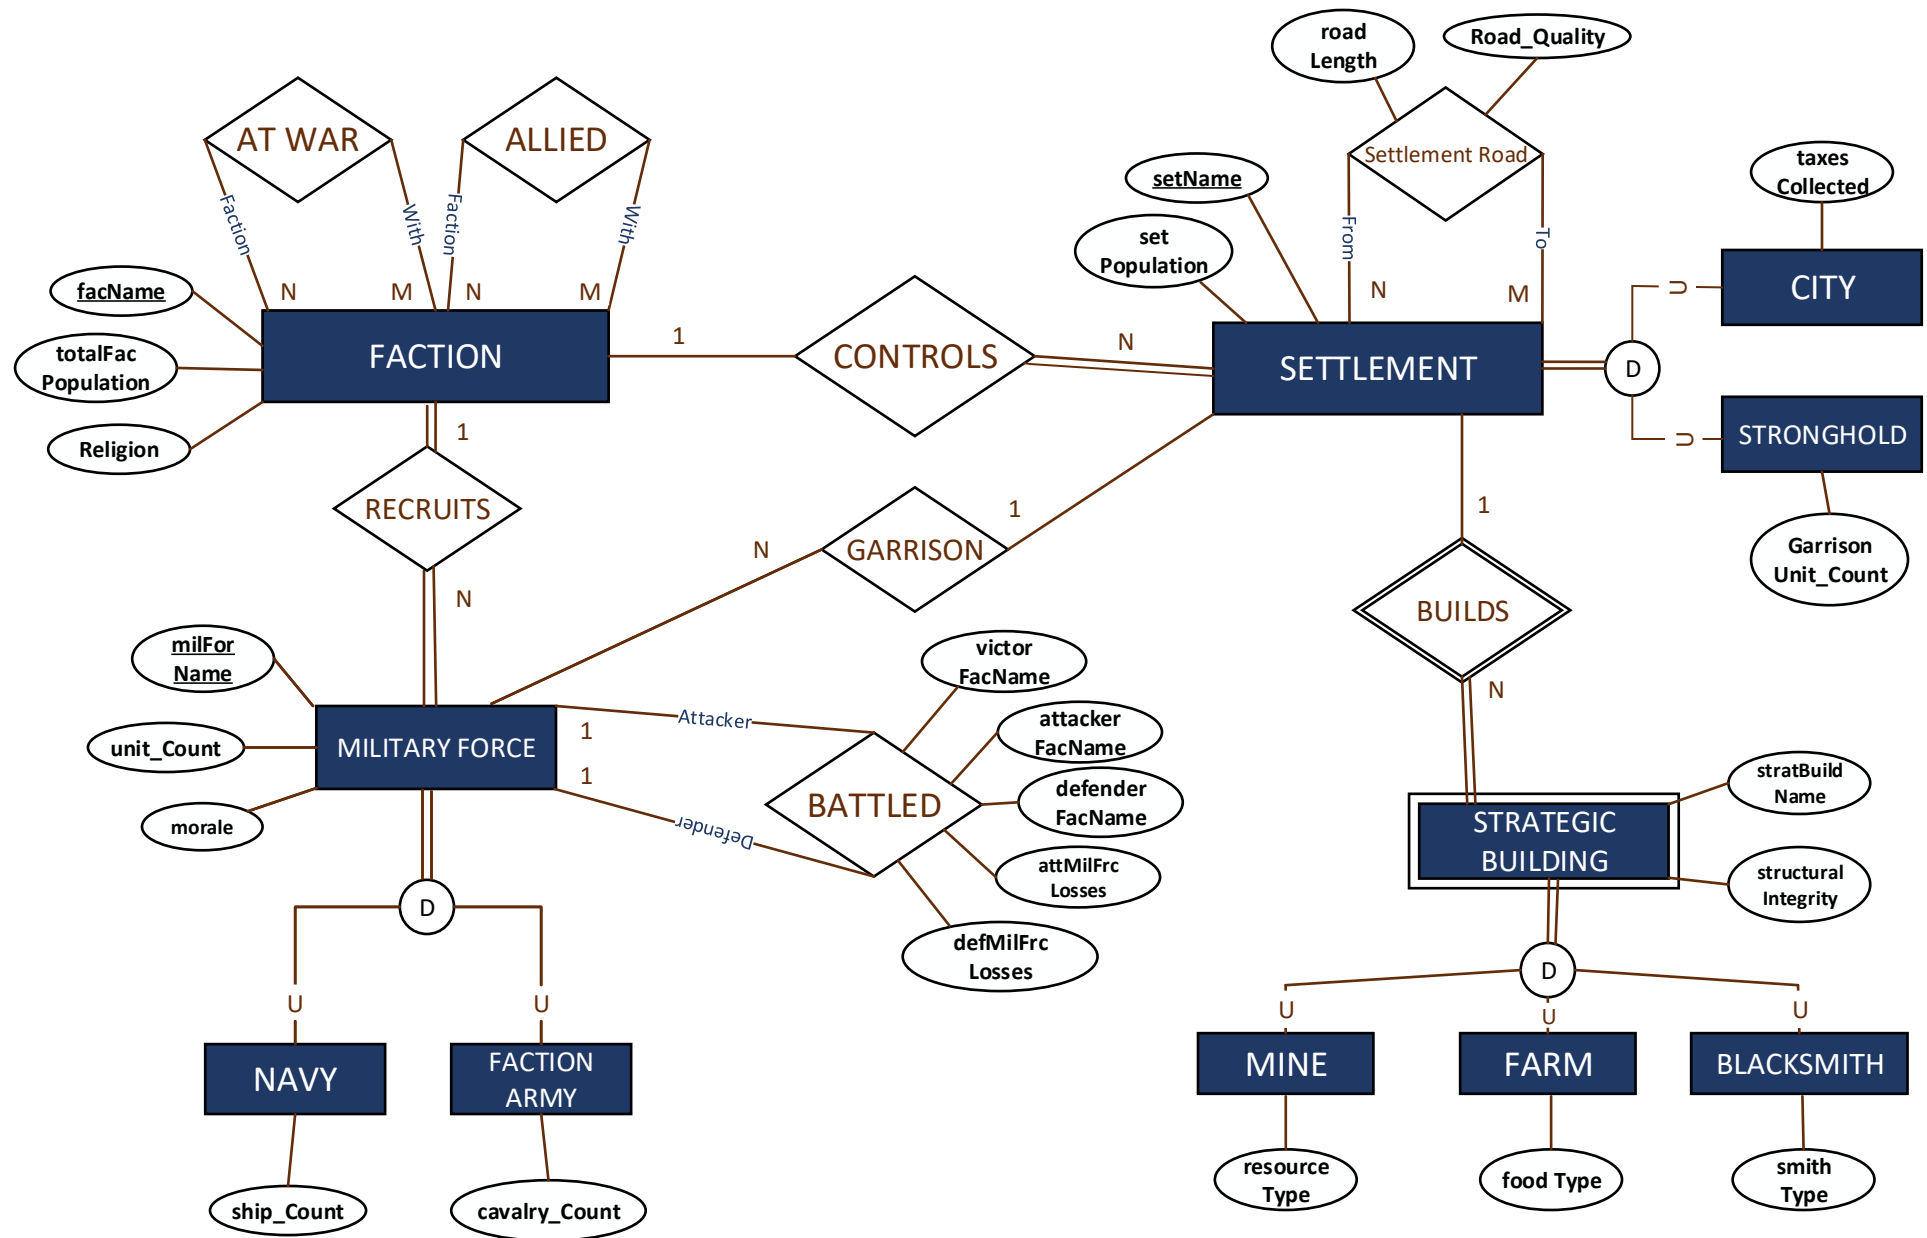 road
Length
Road_Quality
AT WAR
ALLIED
Settlement Road
taxes
Collected
setName
Faction
With
Faction
With
From
To
set
Population
facName
N
M
N
M
N
M
U
CITY
1
N
FACTION
CONTROLS
SETTLEMENT
D
totalFac
Population
Religion
1
U
STRONGHOLD
RECRUITS
1
1
N
GARRISON
Garrison
Unit_Count
N
BUILDS
milFor
Name
victor
FacName
N
Attacker
unit_Count
MILITARY FORCE
1
1
attacker
FacName
stratBuild
Name
BATTLED
defender
FacName
morale
Defender
STRATEGIC
BUILDING
attMilFrc
Losses
structural
Integrity
D
defMilFrc
Losses
D
U
U
U
U
U
NAVY
FACTION
ARMY
MINE
FARM
BLACKSMITH
resource
Type
food Type
smith
Type
ship_Count
cavalry_Count